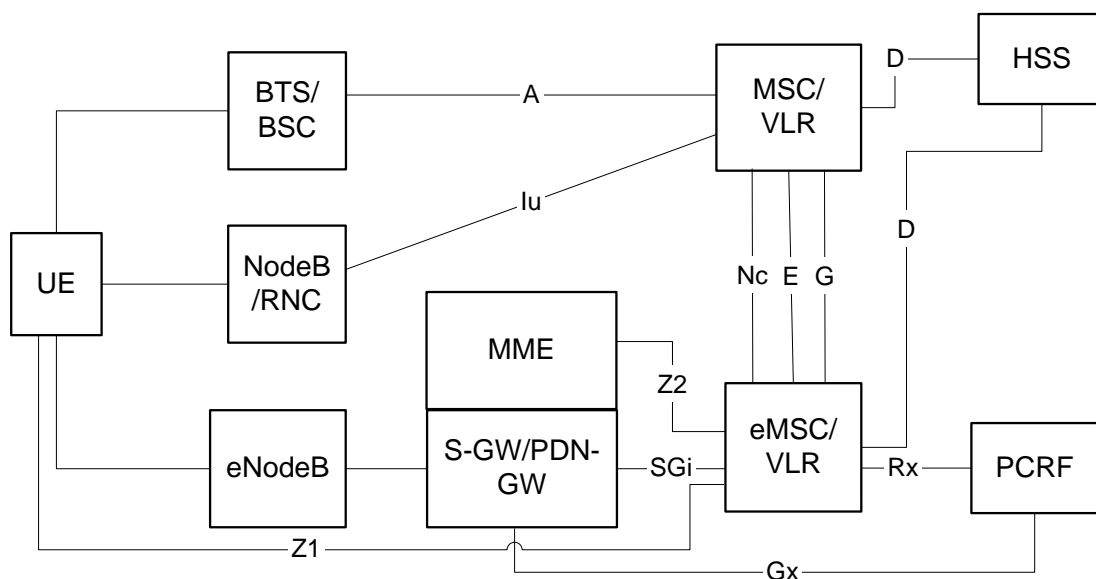 BTS/
BSC
A
MSC/
VLR
D
HSS
Iu
D
UE
NodeB
/RNC
Nc
E
G
MME
Z2
eNodeB
S-GW/PDN-
GW
SGi
eMSC/
VLR
Rx
PCRF
Z1
Gx